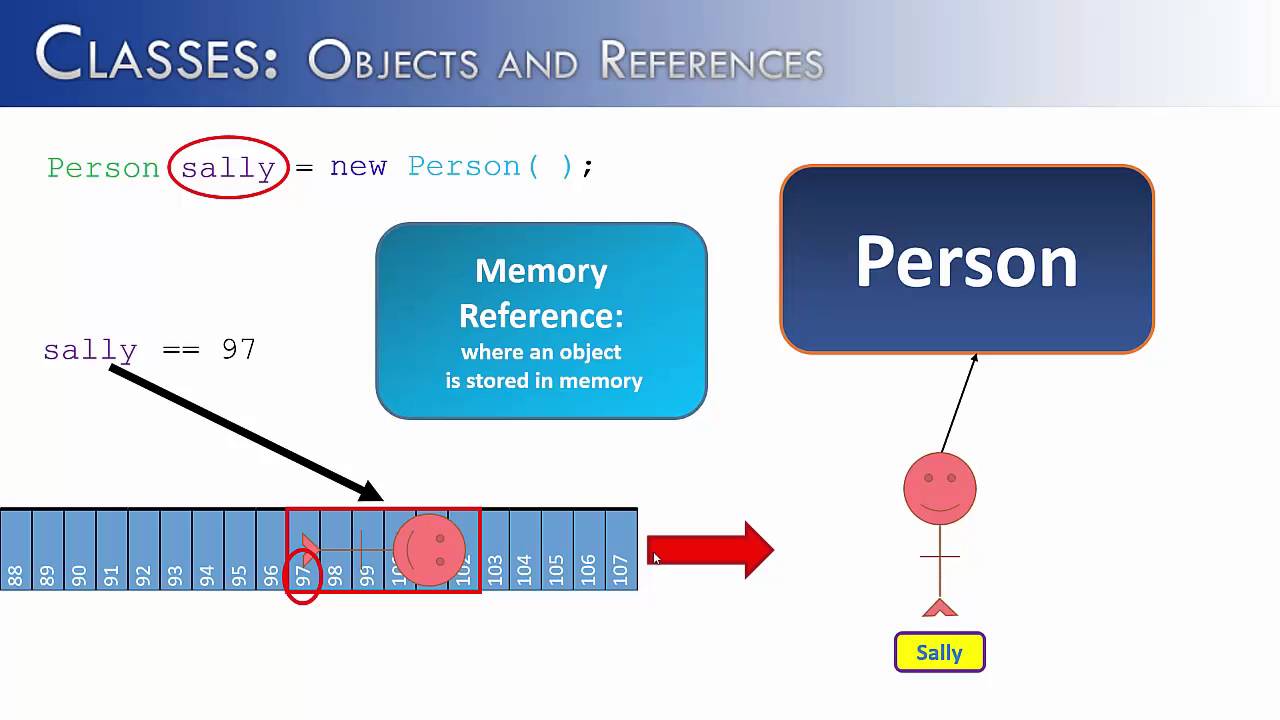 CLASSES: OBJECTS AND REFERENCES
Person sally = new Person( );
Memory
Reference:
where an object
is stored in memory
Person
sally == 97
88 89 90 91 92 93 94 95 96 97 98 99 102 103 104 105 106 107
Sally